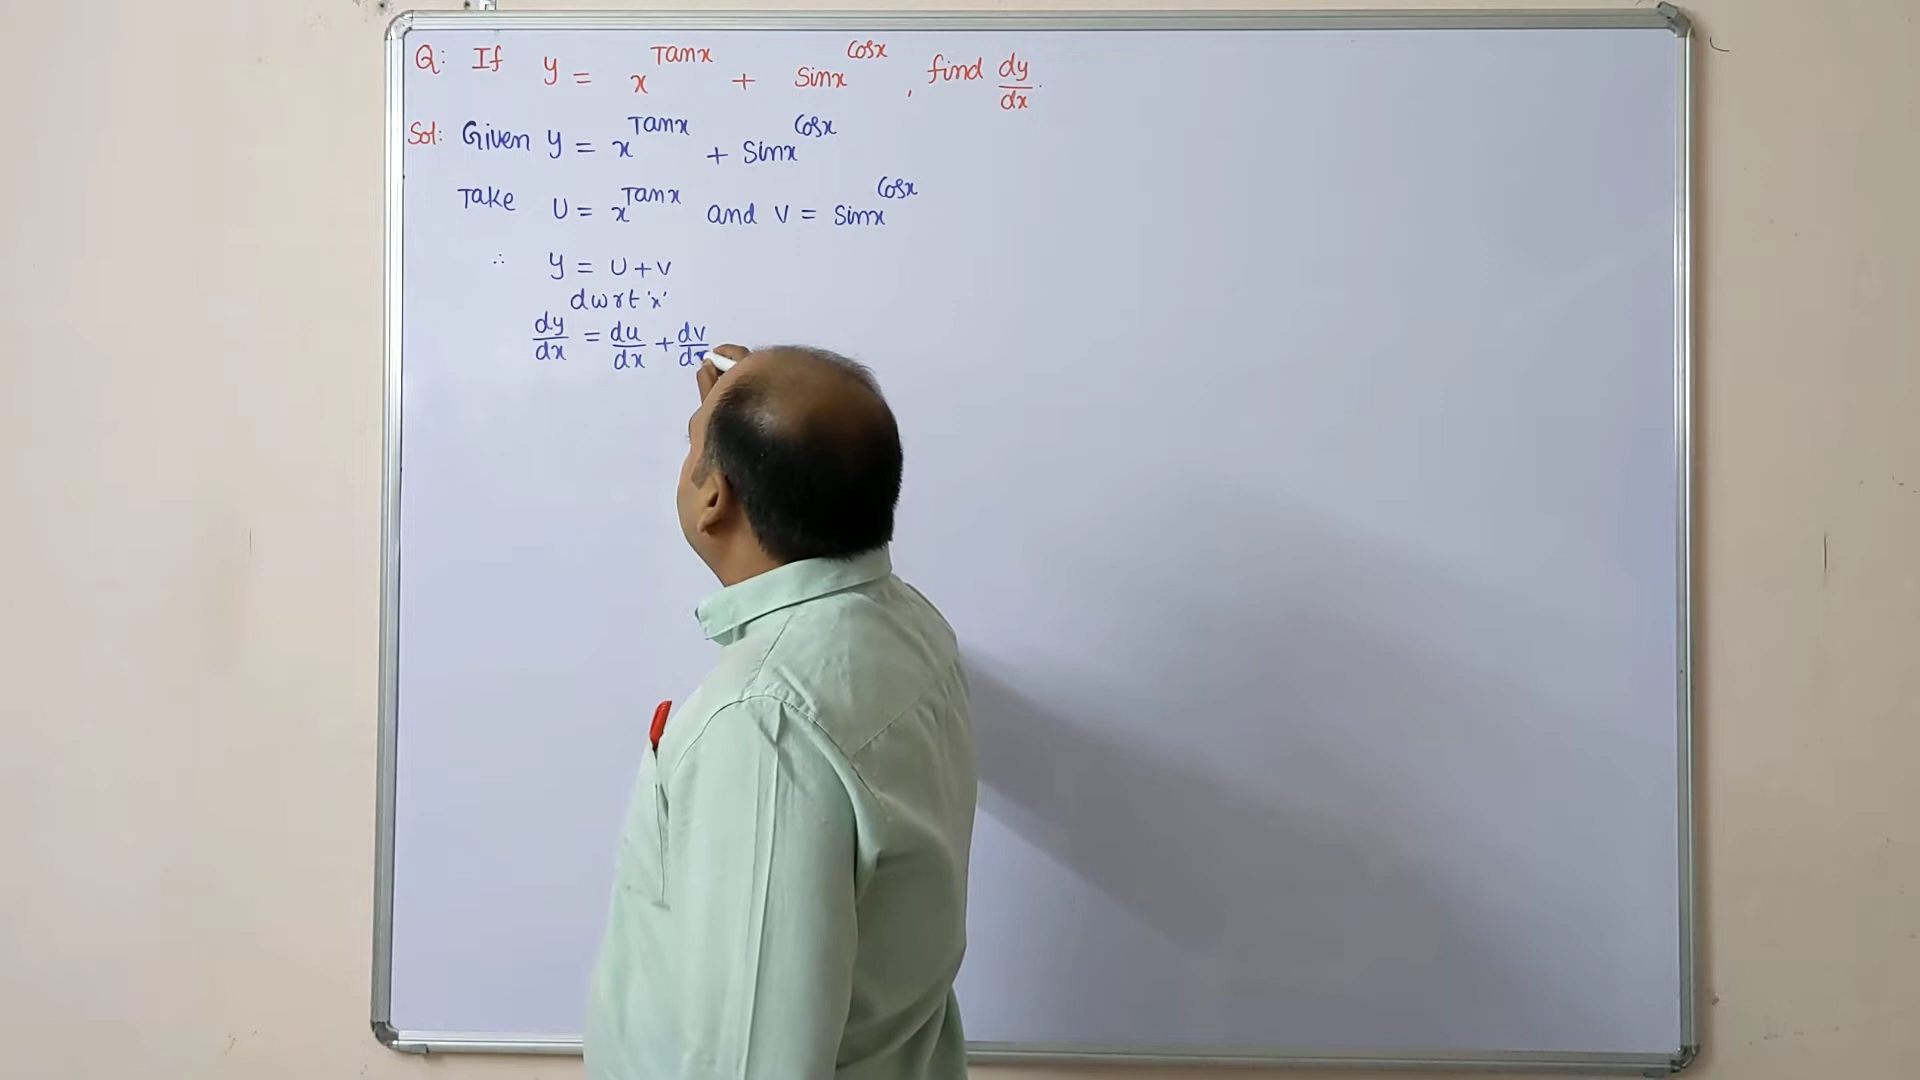 Q: If y = x^Tanx + Sinx^Cosx, find dy/dx.
Sol: Given y = x^Tanx + Sinx^Cosx
Take U = x^Tanx and V = Sinx^Cosx
∴ y = U+V
dwrt 'x'
dy/dx = du/dx + dv/dx